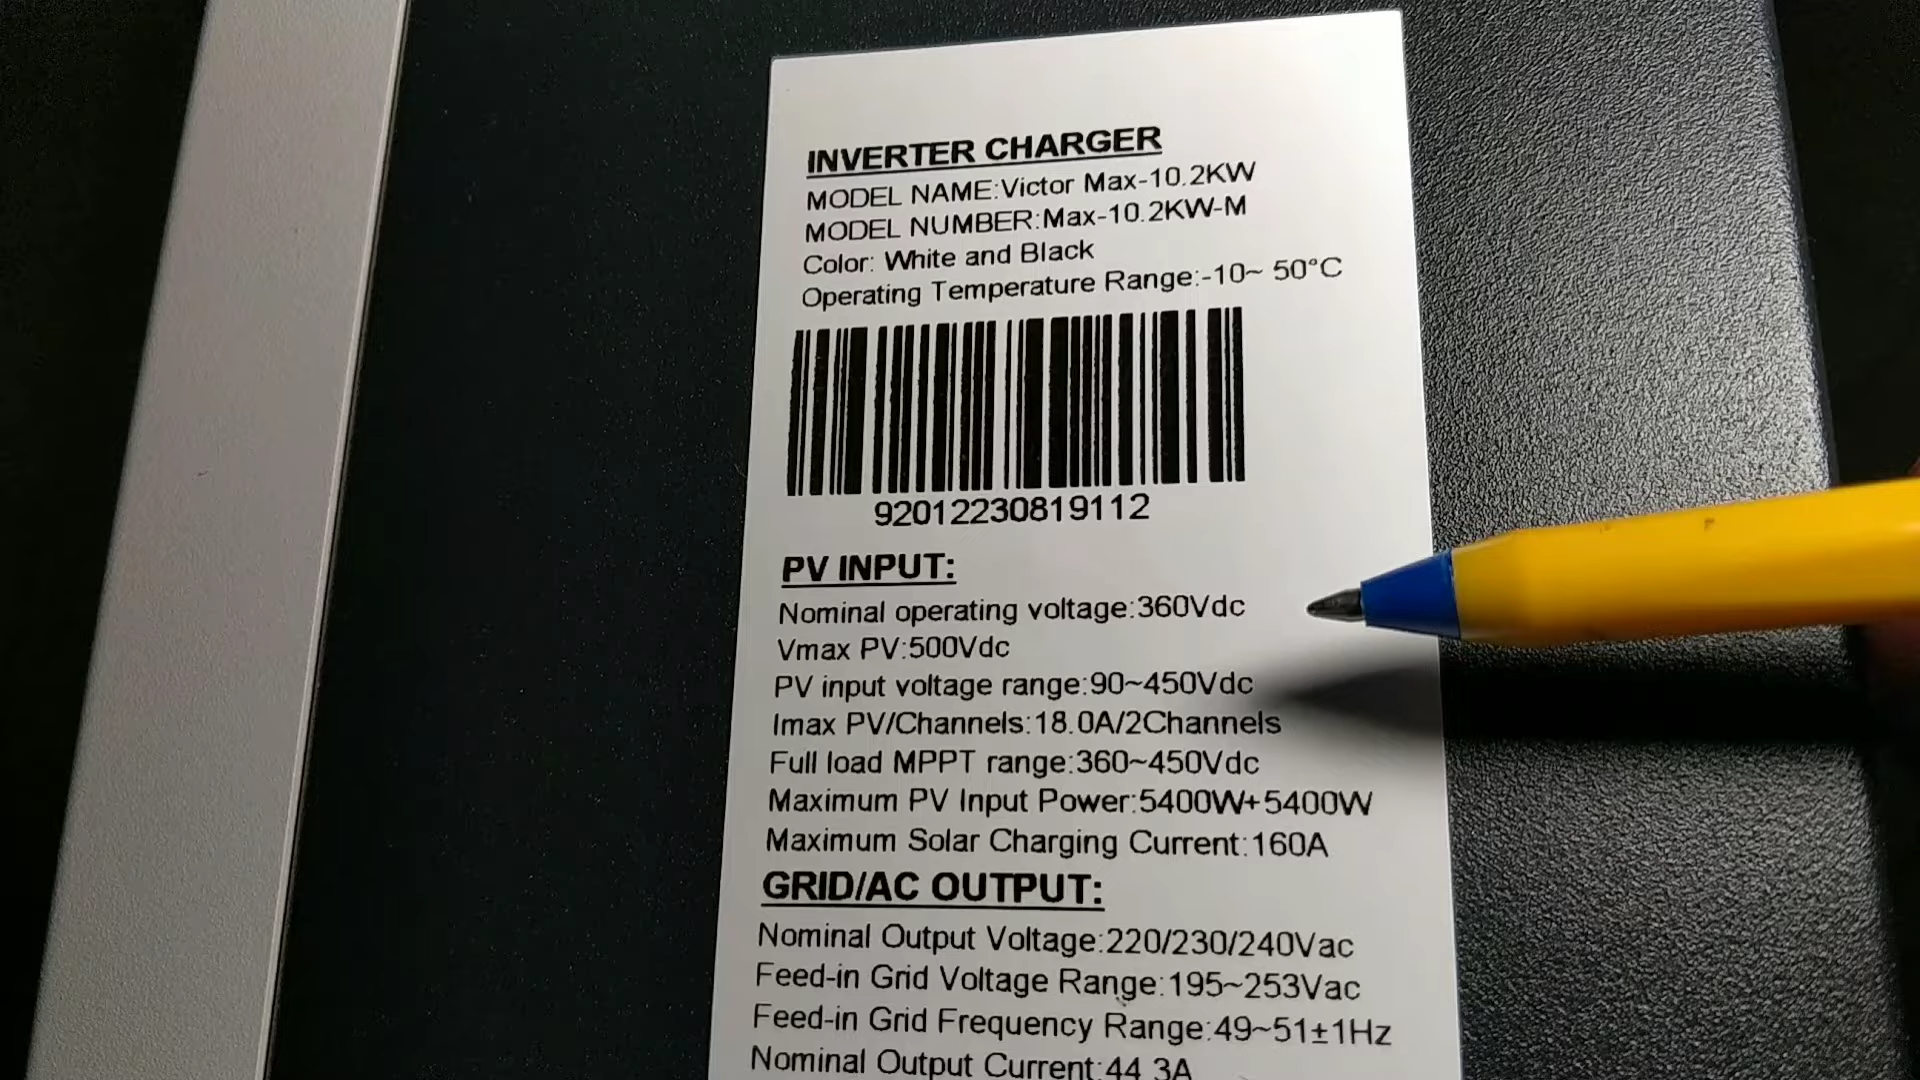 INVERTER CHARGER
MODEL NAME:Victor Max-10.2KW
MODEL NUMBER:Max-10.2KW-M
Color: White and Black
Operating Temperature Range:-10~ 50°C
92012230819112
PV INPUT:
Nominal operating voltage:360Vdc
Vmax PV:500Vdc
PV input voltage range:90~450Vdc
Imax PV/Channels:18.0A/2Channels
Full load MPPT range:360~450Vdc
Maximum PV Input Power:5400W+5400W
Maximum Solar Charging Current:160A
GRID/AC OUTPUT:
Nominal Output Voltage:220/230/240Vac
Feed-in Grid Voltage Range:195~253Vac
Feed-in Grid Frequency Range:49~51±1Hz
Nominal Output Current:44.3A